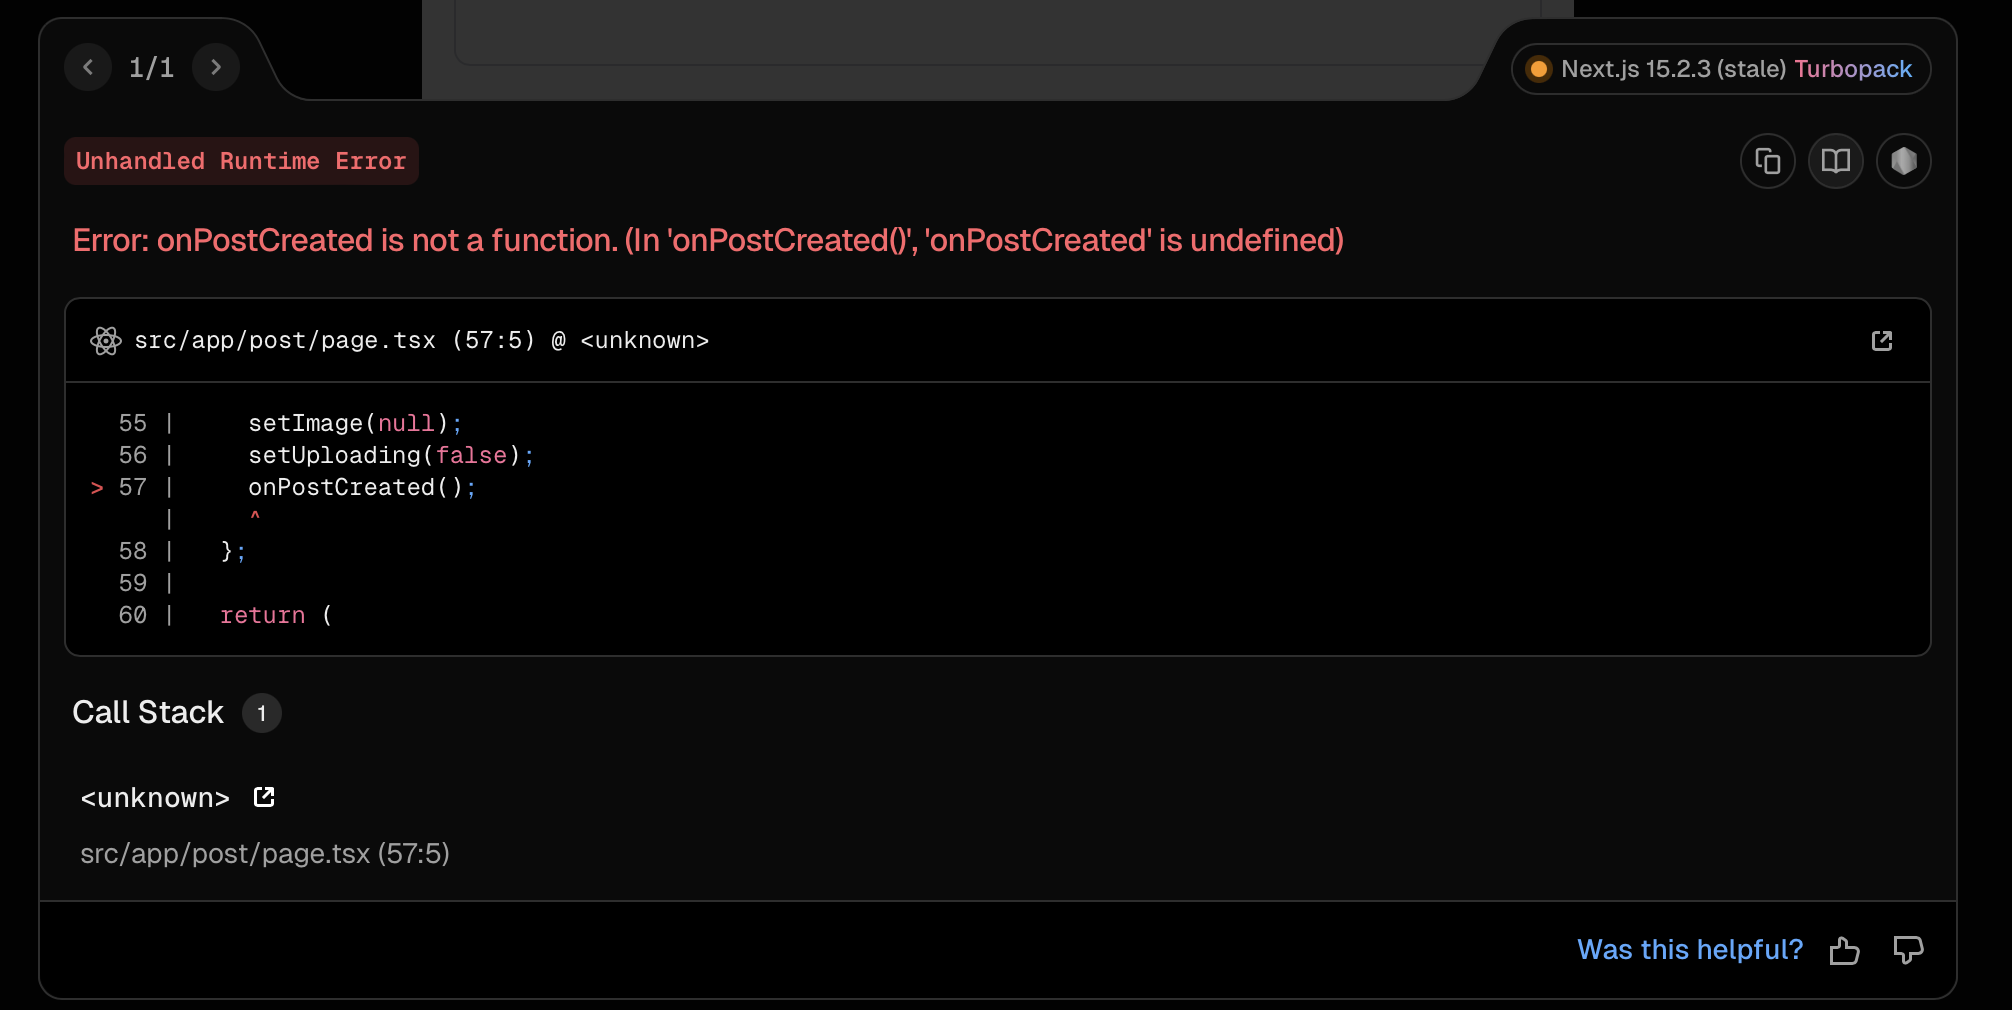 1/1
Next.js 15.2.3 (stale) Turbopack
Unhandled Runtime Error
Error: onPostCreated is not a function. (In 'onPostCreated()', 'onPostCreated' is undefined)
src/app/post/page.tsx (57:5) @ <unknown>
55 |     setImage(null);
56 |     setUploading(false);
> 57 |     onPostCreated();
|     ^
58 |   };
59 |
60 |   return (
Call Stack 1
<unknown>
src/app/post/page.tsx (57:5)
Was this helpful?